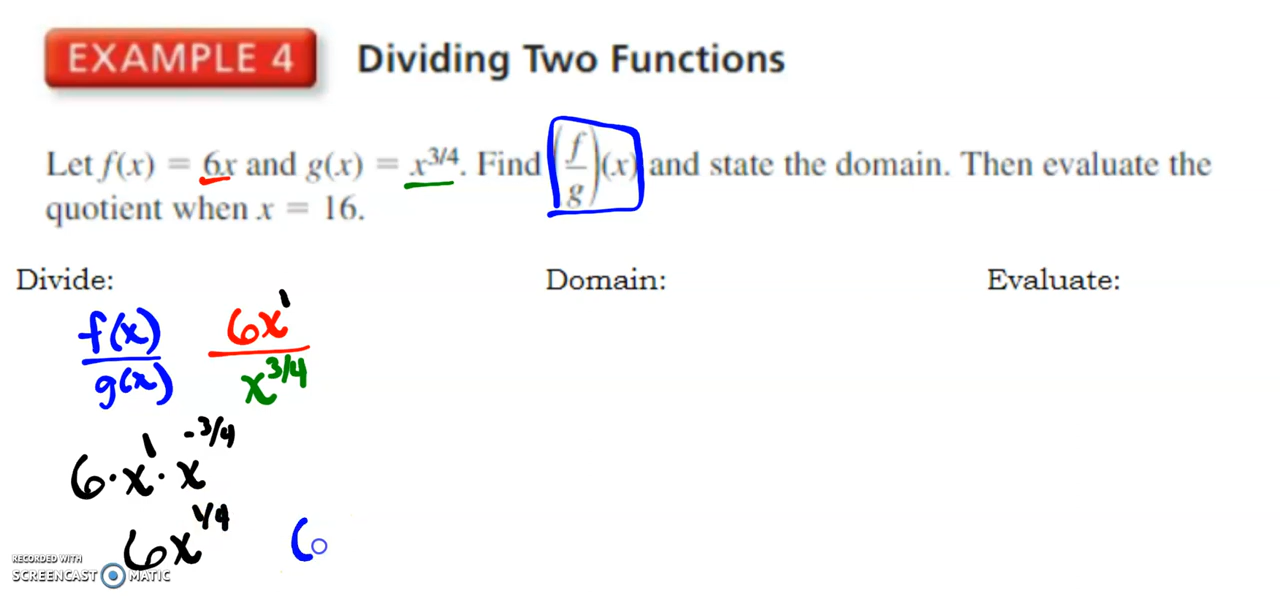 EXAMPLE 4 Dividing Two Functions
Let f(x) = 6x and g(x) = x^{3/4}. Find (f/g)(x) and state the domain. Then evaluate the
quotient when x = 16.
Divide: Domain: Evaluate:
f(x)/g(x) 6x^1/x^{3/4}
6·x^1·x^{-3/4}
6x^{1/4} 6
RECORDED WITH
SCREENCAST MATIC